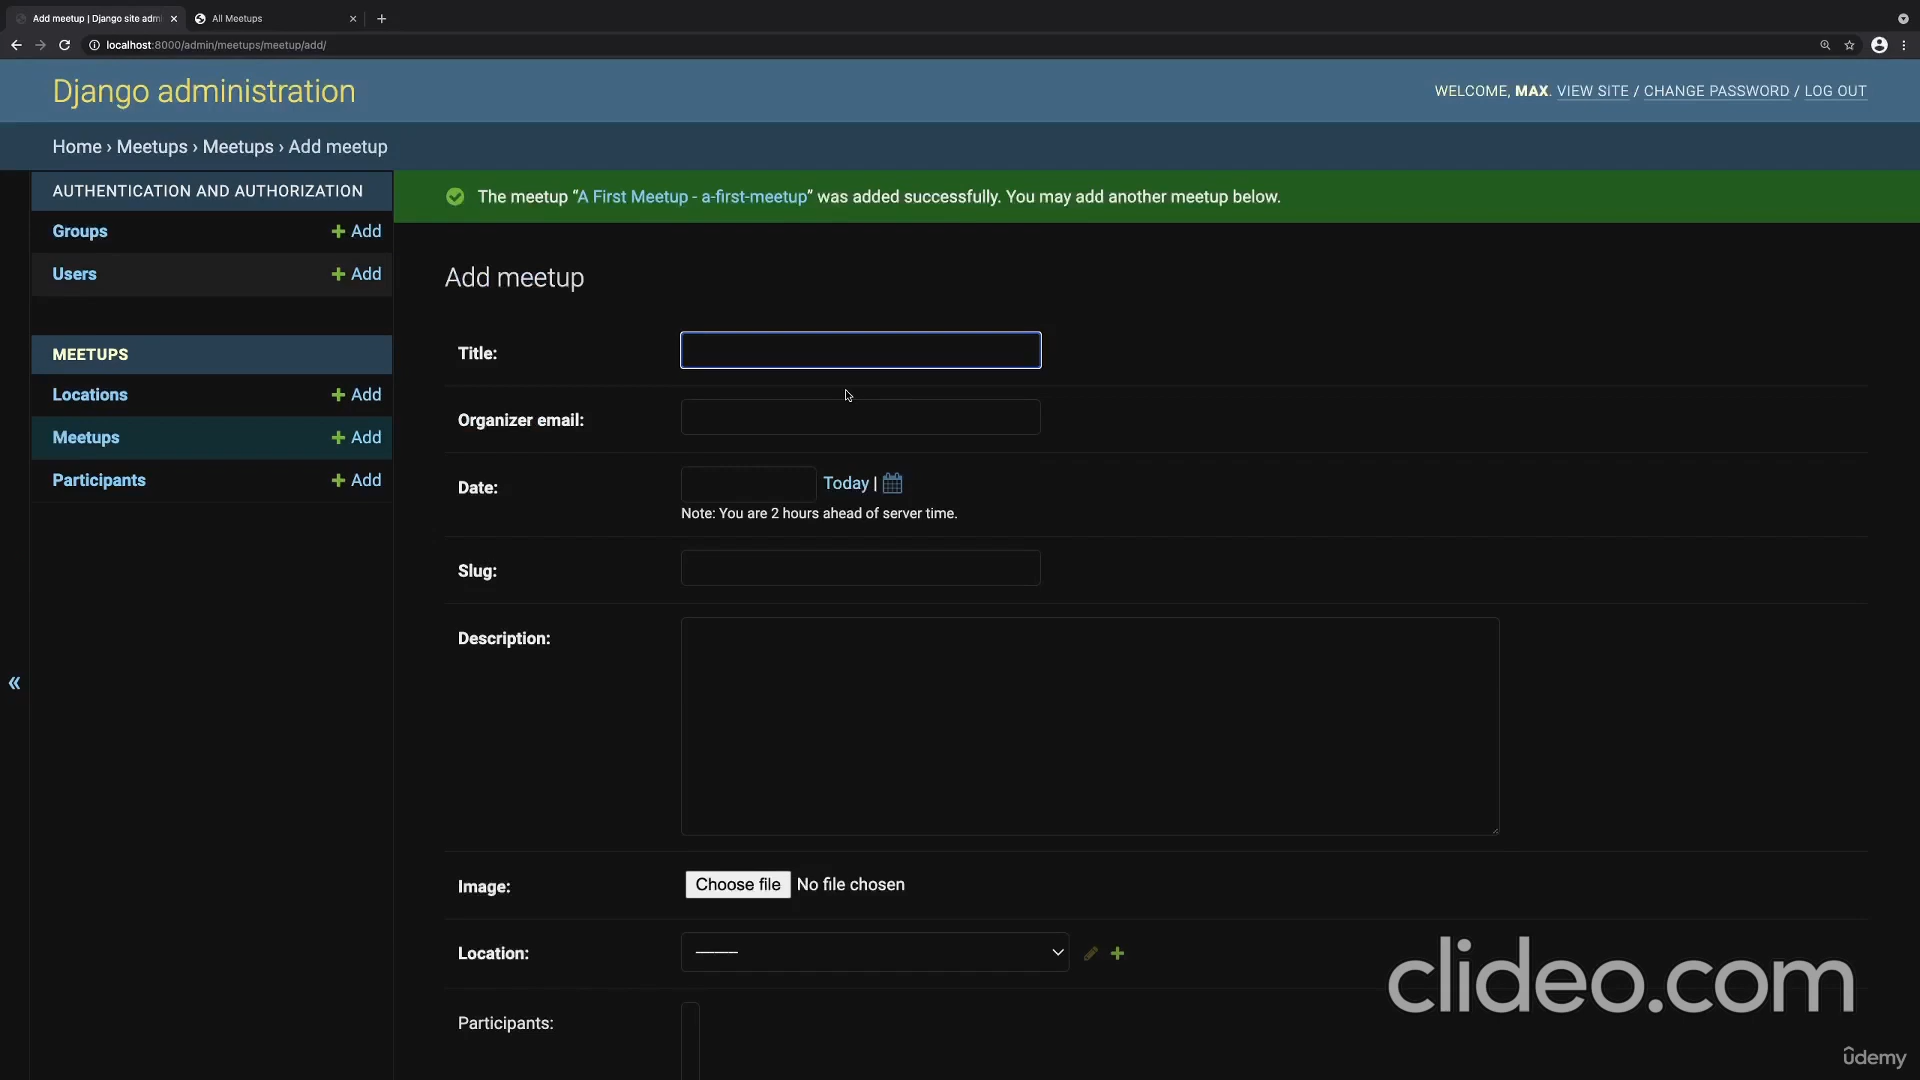 Add meetup | Django site adm
All Meetups
localhost:8000/admin/meetups/meetup/add/
Django administration
WELCOME, MAX. VIEW SITE / CHANGE PASSWORD / LOG OUT
Home › Meetups › Meetups › Add meetup
AUTHENTICATION AND AUTHORIZATION
Groups + Add
Users + Add
MEETUPS
Locations + Add
Meetups + Add
Participants + Add
«
The meetup “A First Meetup - a-first-meetup” was added successfully. You may add another meetup below.
Add meetup
Title:
Organizer email:
Date:
Today |
Note: You are 2 hours ahead of server time.
Slug:
Description:
Image:
Choose file No file chosen
Location:
---------
Participants:
clideo.com
ûdemy